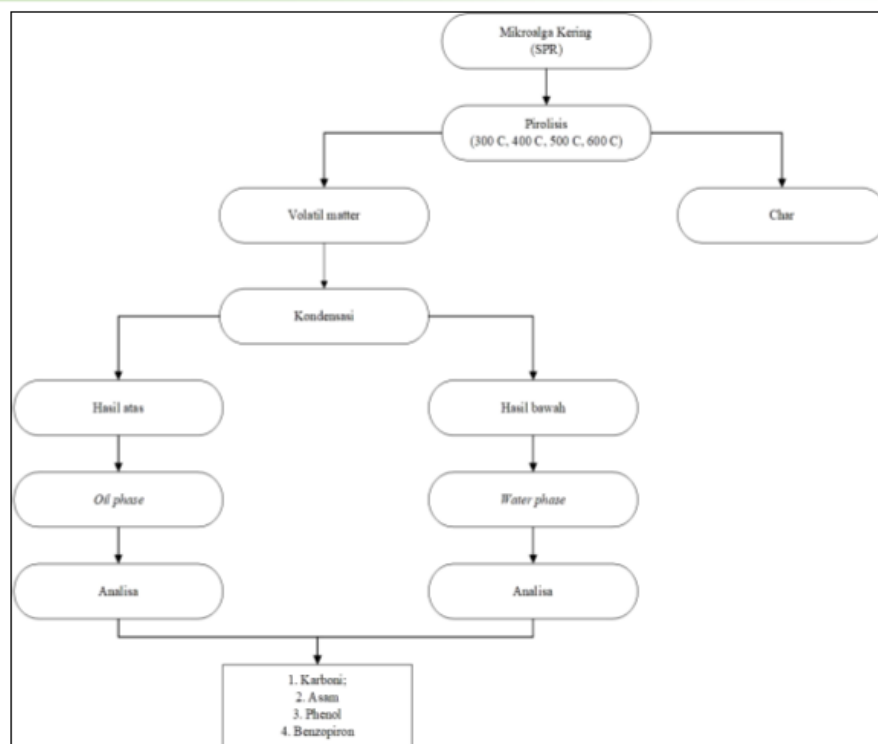 Mikroalga Kering
(SPR)
Pirolisis
(300 C, 400 C, 500 C, 600 C)
Volatil matter
Char
Kondensasi
Hasil atas
Hasil bawah
Oil phase
Water phase
Analisa
Analisa
1. Karboni;
2. Asam
3. Phenol
4. Benzopiron